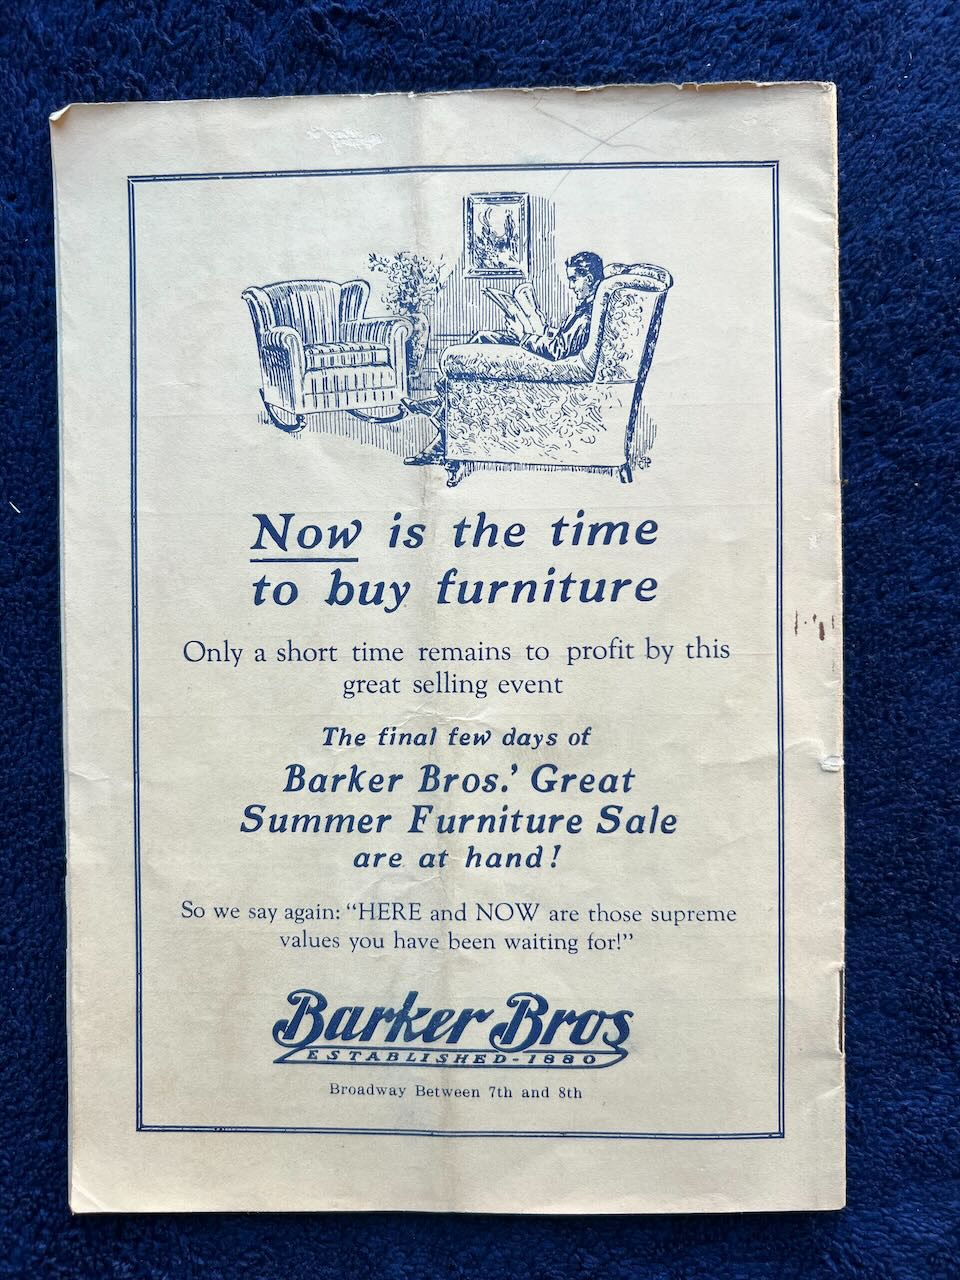 Now is the time
to buy furniture
Only a short time remains to profit by this
great selling event
The final few days of
Barker Bros.' Great
Summer Furniture Sale
are at hand!
So we say again: “HERE and NOW are those supreme
values you have been waiting for!”
Barker Bros
ESTABLISHED-1880
Broadway Between 7th and 8th